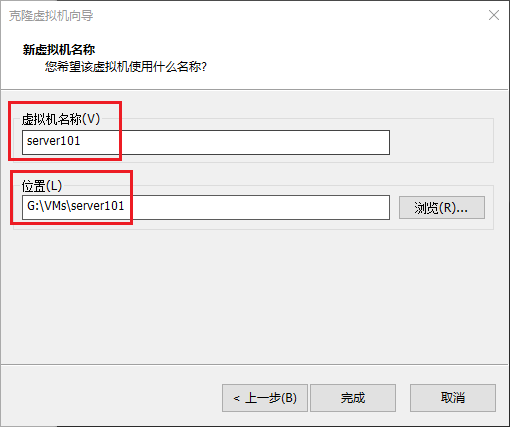 克隆虚拟机向导
新虚拟机名称
您希望该虚拟机使用什么名称?
虚拟机名称(V)
server101
位置(L)
G:\VMs\server101
浏览(R)...
< 上一步(B)
完成
取消